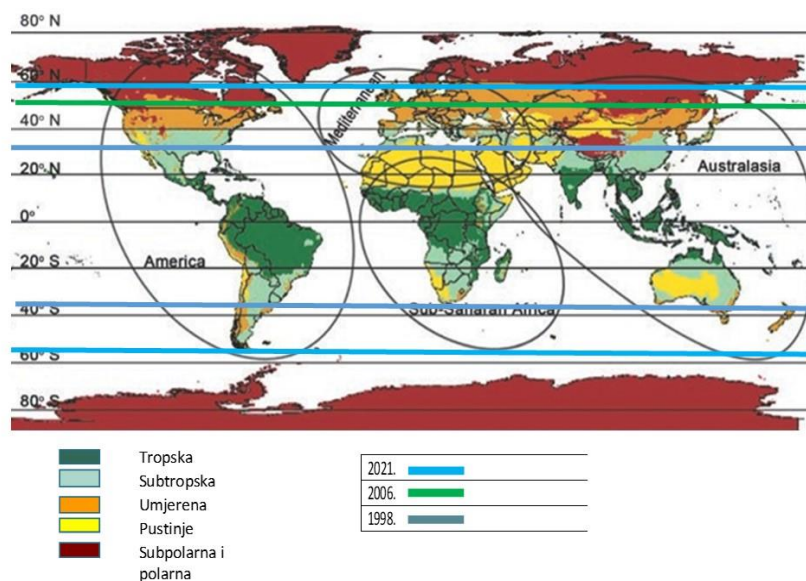 80° N
60° N
Mediterranean
40° N
20° N
Australasia
0°
America
20° S
Sub-Saharan Africa
40° S
60° S
80° S
Tropska
Subtropska
Umjerena
Pustinje
Subpolarna i
polarna
2021.
2006.
1998.